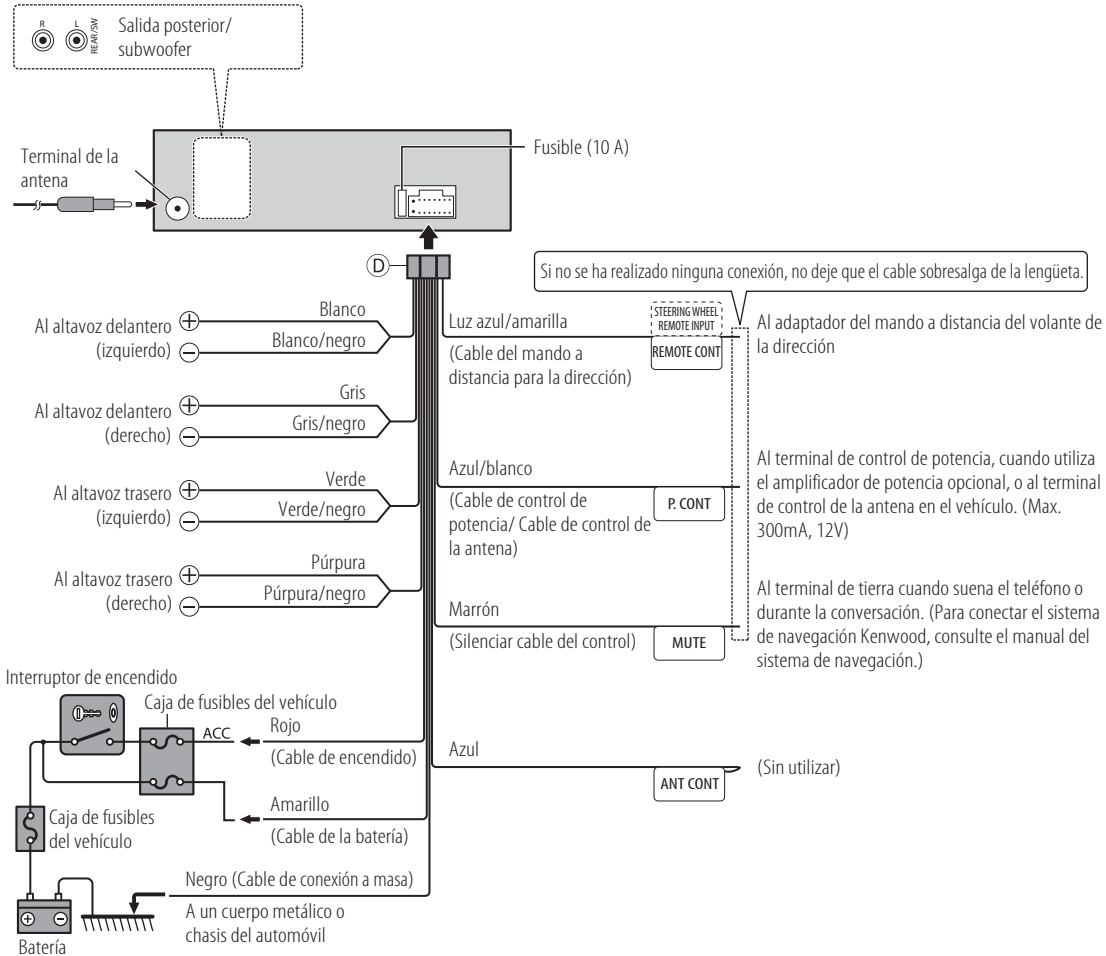 R L REAR/SW
Salida posterior/
subwoofer
Terminal de la
antena
Fusible (10 A)
D
Si no se ha realizado ninguna conexión, no deje que el cable sobresalga de la lengüeta.
Al altavoz delantero
(izquierdo)
Blanco
Blanco/negro
Al altavoz delantero
(derecho)
Gris
Gris/negro
Al altavoz trasero
(izquierdo)
Verde
Verde/negro
Al altavoz trasero
(derecho)
Púrpura
Púrpura/negro
Luz azul/amarilla
(Cable del mando a
distancia para la dirección)
STEERING WHEEL
REMOTE INPUT
REMOTE CONT
Al adaptador del mando a distancia del volante de
la dirección
Azul/blanco
(Cable de control de
potencia/ Cable de control de
la antena)
P. CONT
Al terminal de control de potencia, cuando utiliza
el amplificador de potencia opcional, o al terminal
de control de la antena en el vehículo. (Max.
300mA, 12V)
Marrón
(Silenciar cable del control)
MUTE
Al terminal de tierra cuando suena el teléfono o
durante la conversación. (Para conectar el sistema
de navegación Kenwood, consulte el manual del
sistema de navegación.)
Azul
ANT CONT
(Sin utilizar)
Interruptor de encendido
Caja de fusibles del vehículo
ACC
Rojo
(Cable de encendido)
Amarillo
(Cable de la batería)
Caja de fusibles
del vehículo
Negro (Cable de conexión a masa)
A un cuerpo metálico o
chasis del automóvil
Batería